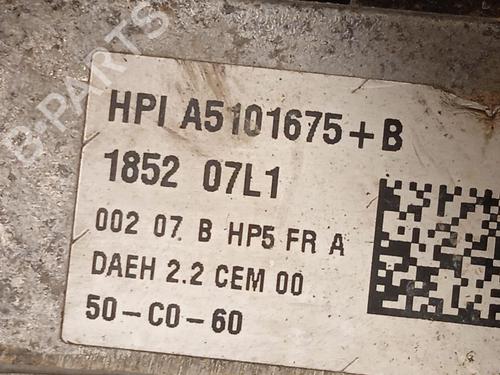 B-PARTS
HPI A5101675+B
1852 07L1
002 07 B HP5 FR A
DAEH 2.2 CEM 00
50-C0-60